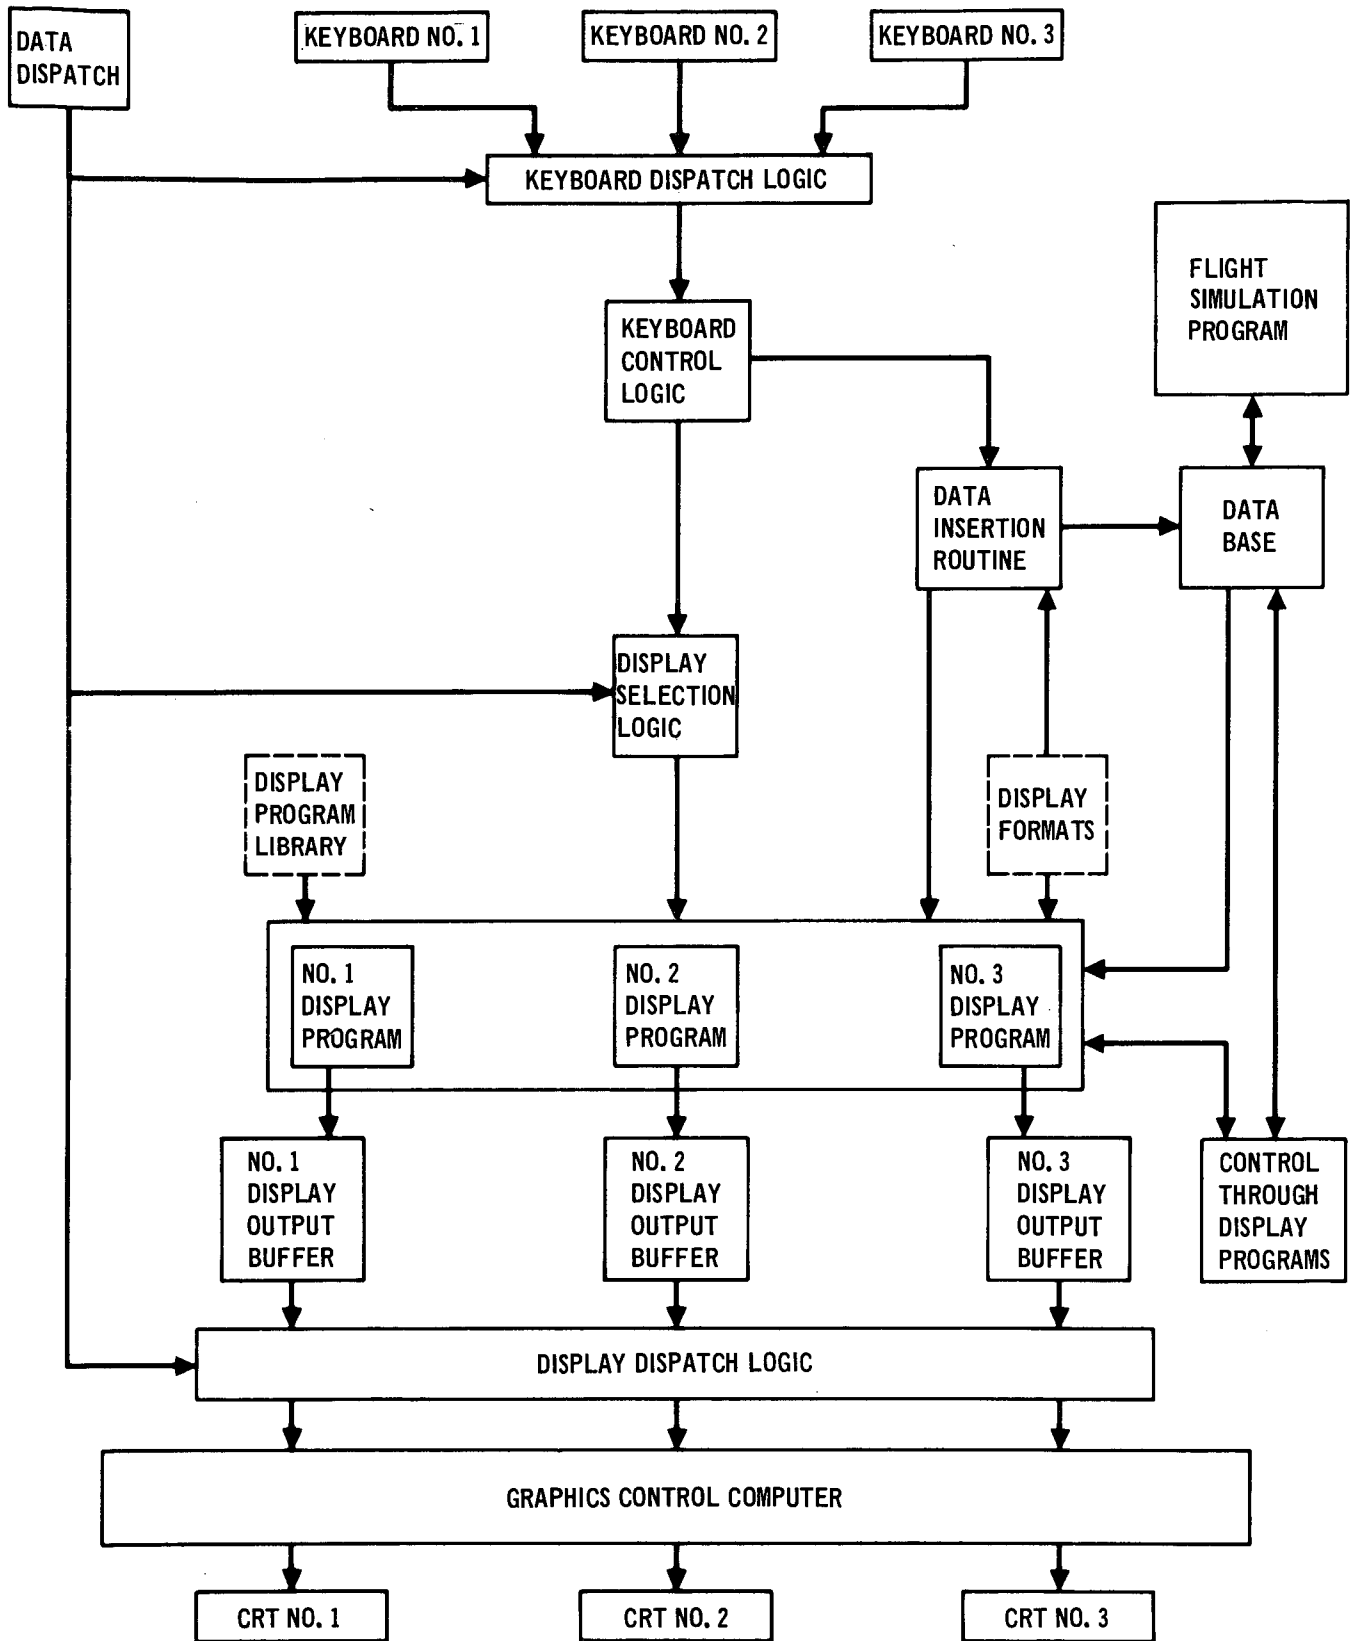 DATA
DISPATCH
KEYBOARD NO. 1
KEYBOARD NO. 2
KEYBOARD NO. 3
KEYBOARD DISPATCH LOGIC
FLIGHT
SIMULATION
PROGRAM
KEYBOARD
CONTROL
LOGIC
DATA
INSERTION
ROUTINE
DATA
BASE
DISPLAY
SELECTION
LOGIC
DISPLAY
PROGRAM
LIBRARY
DISPLAY
FORMATS
NO. 1
DISPLAY
PROGRAM
NO. 2
DISPLAY
PROGRAM
NO. 3
DISPLAY
PROGRAM
NO. 1
DISPLAY
OUTPUT
BUFFER
NO. 2
DISPLAY
OUTPUT
BUFFER
NO. 3
DISPLAY
OUTPUT
BUFFER
CONTROL
THROUGH
DISPLAY
PROGRAMS
DISPLAY DISPATCH LOGIC
GRAPHICS CONTROL COMPUTER
CRT NO. 1
CRT NO. 2
CRT NO. 3